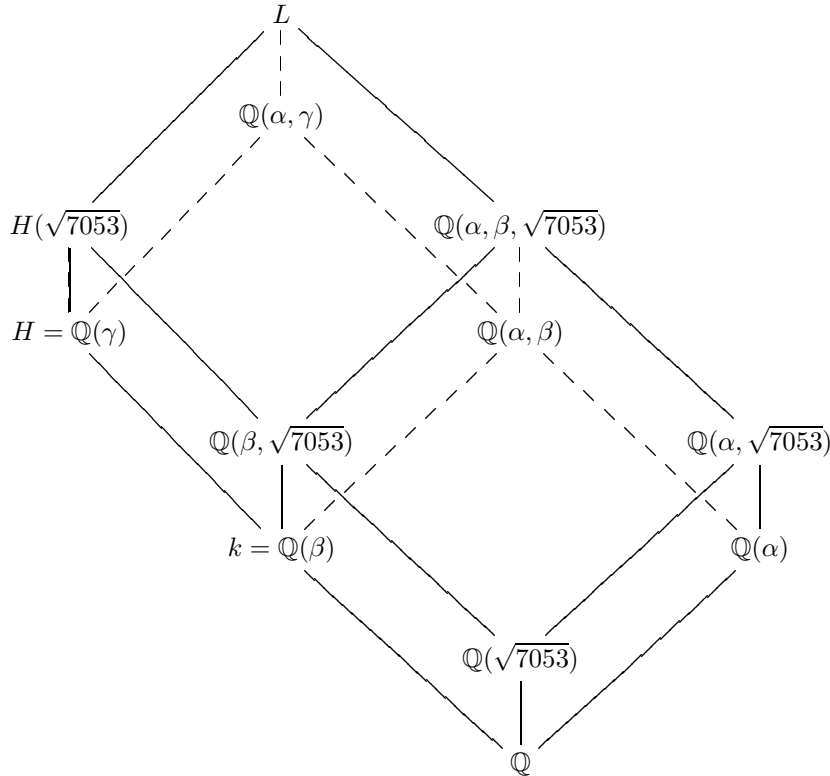 L
ℚ(α, γ)
H(√7053) ℚ(α, β, √7053)
H = ℚ(γ) ℚ(α, β)
ℚ(β, √7053) ℚ(α, √7053)
k = ℚ(β) ℚ(α)
ℚ(√7053)
ℚ